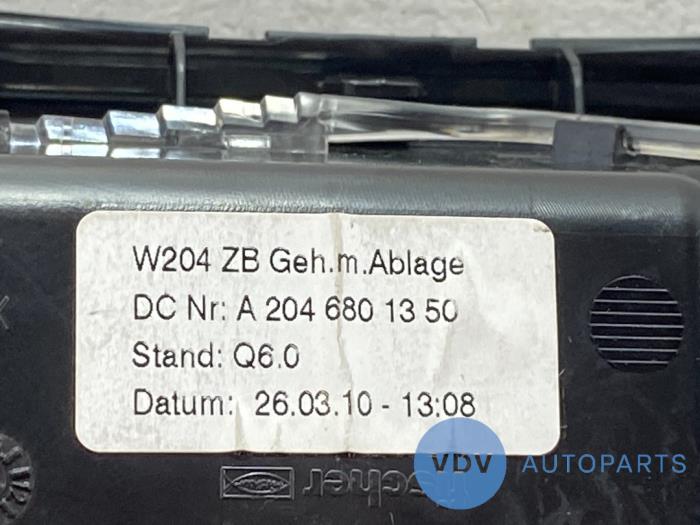 W204 ZB Geh.m.Ablage
DC Nr: A 204 680 13 50
Stand: Q6.0
Datum: 26.03.10 - 13:08
VDV AUTOPARTS